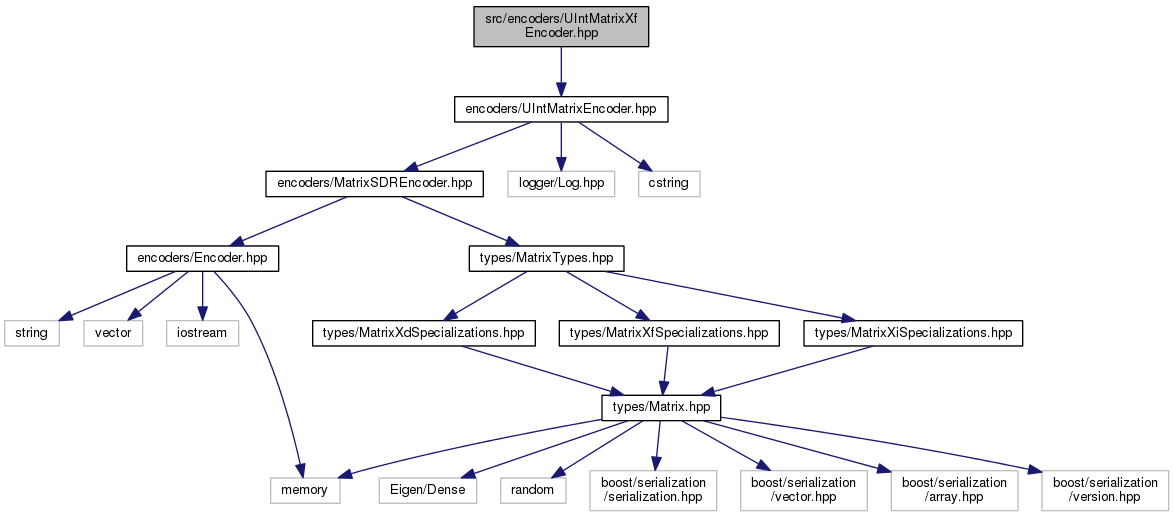 src/encoders/UIntMatrixXf
Encoder.hpp
encoders/UIntMatrixEncoder.hpp
encoders/MatrixSDREncoder.hpp
logger/Log.hpp
cstring
encoders/Encoder.hpp
types/MatrixTypes.hpp
string
vector
iostream
types/MatrixXdSpecializations.hpp
types/MatrixXfSpecializations.hpp
types/MatrixXiSpecializations.hpp
types/Matrix.hpp
memory
Eigen/Dense
random
boost/serialization
/serialization.hpp
boost/serialization
/vector.hpp
boost/serialization
/array.hpp
boost/serialization
/version.hpp